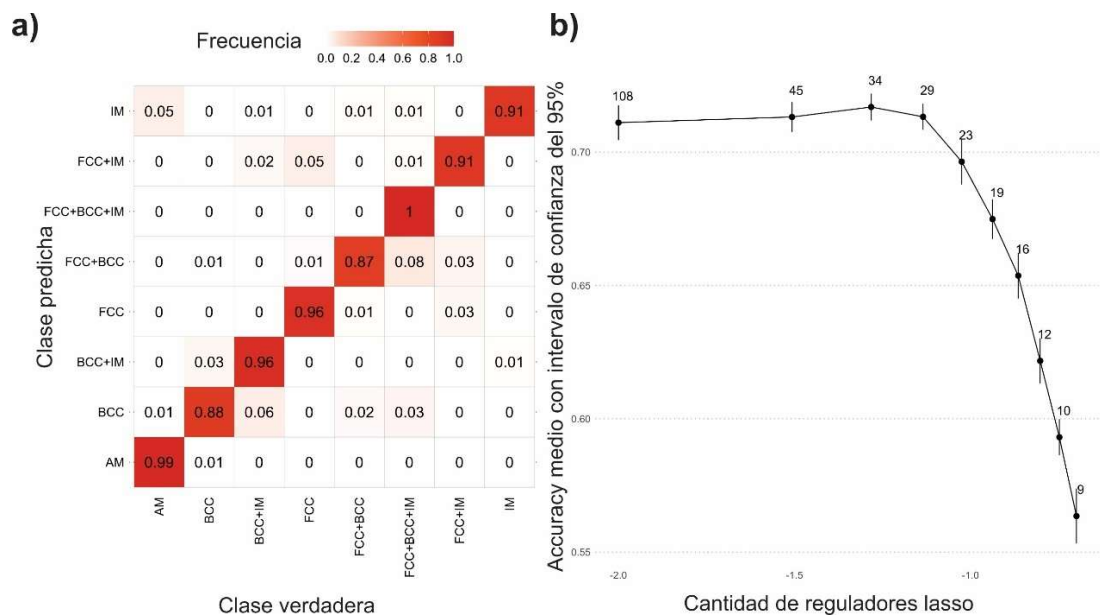 a)
Frecuencia
0.0 0.2 0.4 0.6 0.8 1.0
Clase predicha
IM 0.05 0 0.01 0 0.01 0.01 0 0.91
FCC+IM 0 0 0.02 0.05 0 0.01 0.91 0
FCC+BCC+IM 0 0 0 0 0 1 0 0
FCC+BCC 0 0.01 0 0.01 0.87 0.08 0.03 0
FCC 0 0 0 0.96 0.01 0 0.03 0
BCC+IM 0 0.03 0.96 0 0 0 0 0.01
BCC 0.01 0.88 0.06 0 0.02 0.03 0 0
AM 0.99 0.01 0 0 0 0 0 0
AM BCC BCC+IM FCC FCC+BCC FCC+BCC+IM FCC+IM IM
Clase verdadera
b)
Accuracy medio con intervalo de confianza del 95%
0.70
0.65
0.60
0.55
108
45
34
29
23
19
16
12
10
9
-2.0 -1.5 -1.0
Cantidad de reguladores lasso